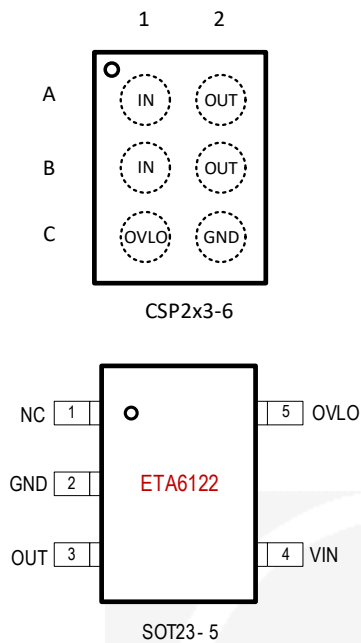 1 2
A IN OUT
B IN OUT
C OVLO GND
CSP2x3-6
NC 1 5 OVLO
GND 2 ETA6122
OUT 3 4 VIN
SOT23- 5